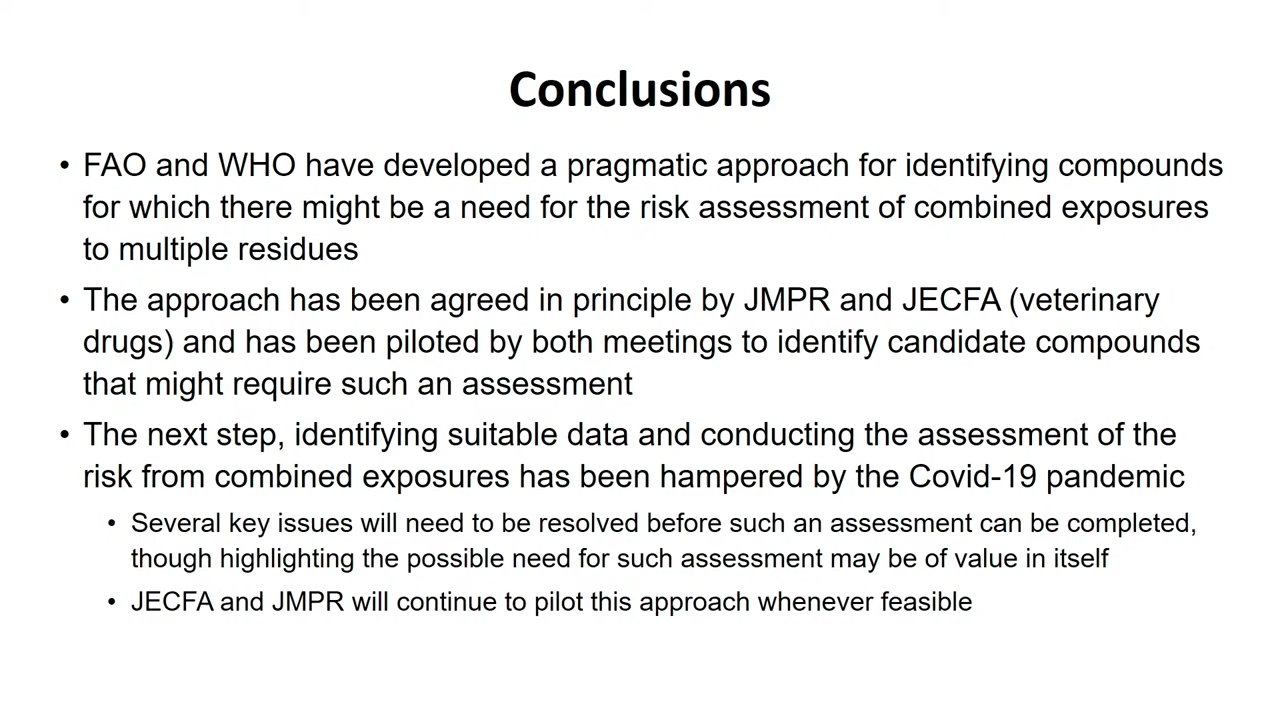 Conclusions
• FAO and WHO have developed a pragmatic approach for identifying compounds
for which there might be a need for the risk assessment of combined exposures
to multiple residues
• The approach has been agreed in principle by JMPR and JECFA (veterinary
drugs) and has been piloted by both meetings to identify candidate compounds
that might require such an assessment
• The next step, identifying suitable data and conducting the assessment of the
risk from combined exposures has been hampered by the Covid-19 pandemic
• Several key issues will need to be resolved before such an assessment can be completed,
though highlighting the possible need for such assessment may be of value in itself
• JECFA and JMPR will continue to pilot this approach whenever feasible